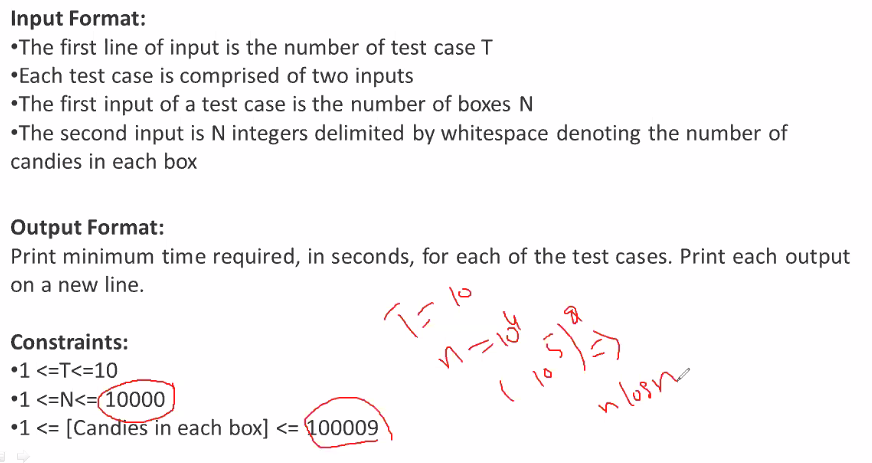 Input Format:
•The first line of input is the number of test case T
•Each test case is comprised of two inputs
•The first input of a test case is the number of boxes N
•The second input is N integers delimited by whitespace denoting the number of
candies in each box
Output Format:
Print minimum time required, in seconds, for each of the test cases. Print each output
on a new line.
T= 10
n=10^4
(10^5)^2 =>
n logn
Constraints:
•1 <=T<=10
•1 <=N<= 10000
•1 <= [Candies in each box] <= 100009